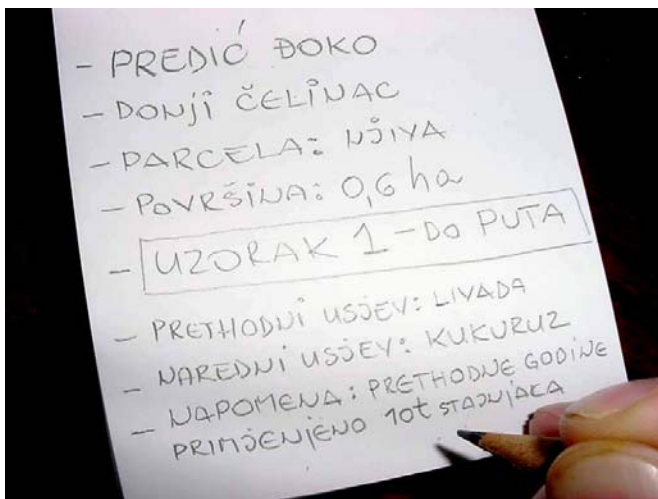 - PREDIĆ ĐOKO
- DONJI ČELINAC
- PARCELA: NJIVA
- POVRŠINA: 0,6 ha
- UZORAK 1 - DO PUTA
- PRETHODNI USJEV: LIVADA
- NAREDNI USJEV: KUKURUZ
- NAPOMENA: PRETHODNE GODINE
PRIMJENJENO 10t STAJNJAKA